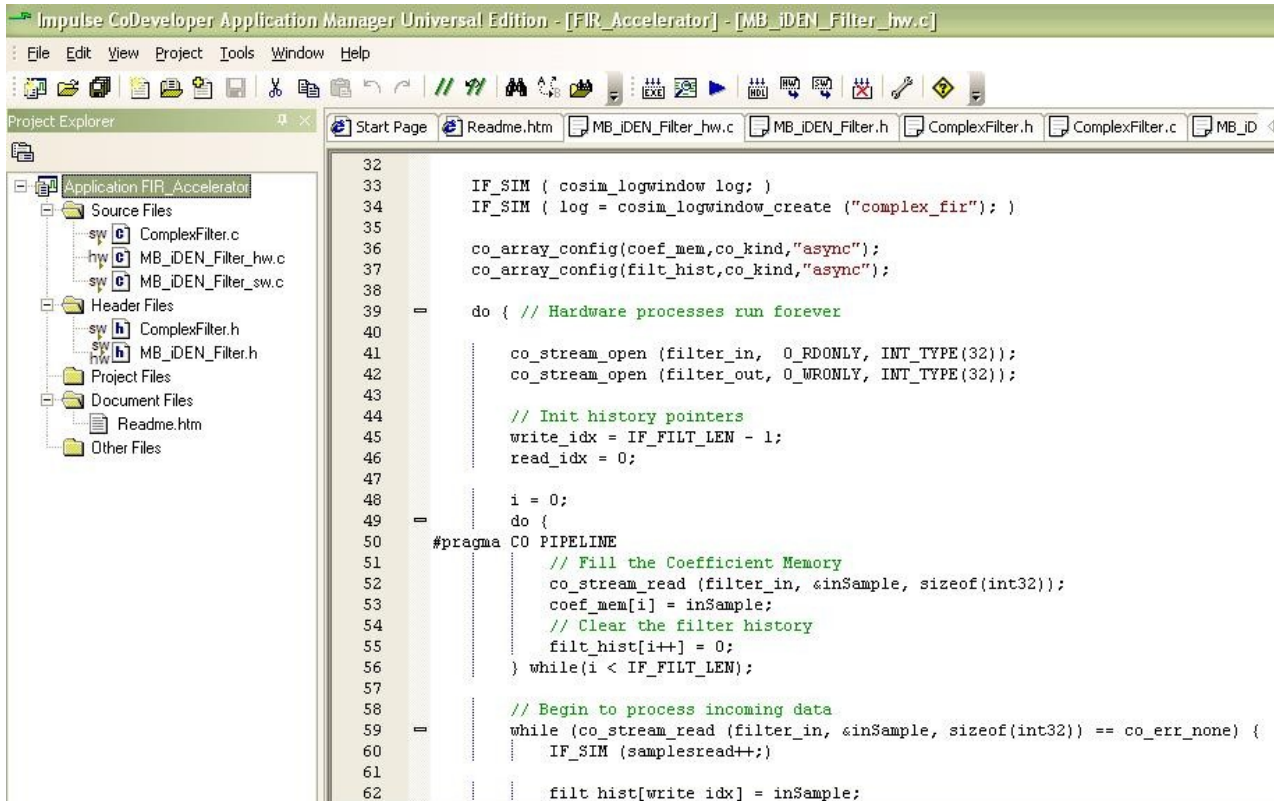 Impulse CoDeveloper Application Manager Universal Edition - [FIR_Accelerator] - [MB_iDEN_Filter_hw.c]
File Edit View Project Tools Window Help
EXE HDL HW SW
Project Explorer
Start Page Readme.htm MB_iDEN_Filter_hw.c MB_iDEN_Filter.h ComplexFilter.h ComplexFilter.c MB_iD
Application FIR_Accelerator
Source Files
sw c ComplexFilter.c
hw c MB_iDEN_Filter_hw.c
sw c MB_iDEN_Filter_sw.c
Header Files
sw h ComplexFilter.h
sw hw h MB_iDEN_Filter.h
Project Files
Document Files
Readme.htm
Other Files
32
33 IF_SIM ( cosim_logwindow log; )
34 IF_SIM ( log = cosim_logwindow_create ("complex_fir"); )
35
36 co_array_config(coef_mem,co_kind,"async");
37 co_array_config(filt_hist,co_kind,"async");
38
39 do { // Hardware processes run forever
40
41 co_stream_open (filter_in, O_RDONLY, INT_TYPE(32));
42 co_stream_open (filter_out, O_WRONLY, INT_TYPE(32));
43
44 // Init history pointers
45 write_idx = IF_FILT_LEN - 1;
46 read_idx = 0;
47
48 i = 0;
49 do {
50 #pragma CO PIPELINE
51 // Fill the Coefficient Memory
52 co_stream_read (filter_in, &inSample, sizeof(int32));
53 coef_mem[i] = inSample;
54 // Clear the filter history
55 filt_hist[i++] = 0;
56 } while(i < IF_FILT_LEN);
57
58 // Begin to process incoming data
59 while (co_stream_read (filter_in, &inSample, sizeof(int32)) == co_err_none) {
60 IF_SIM (samplesread++;)
61
62 filt_hist[write_idx] = inSample;